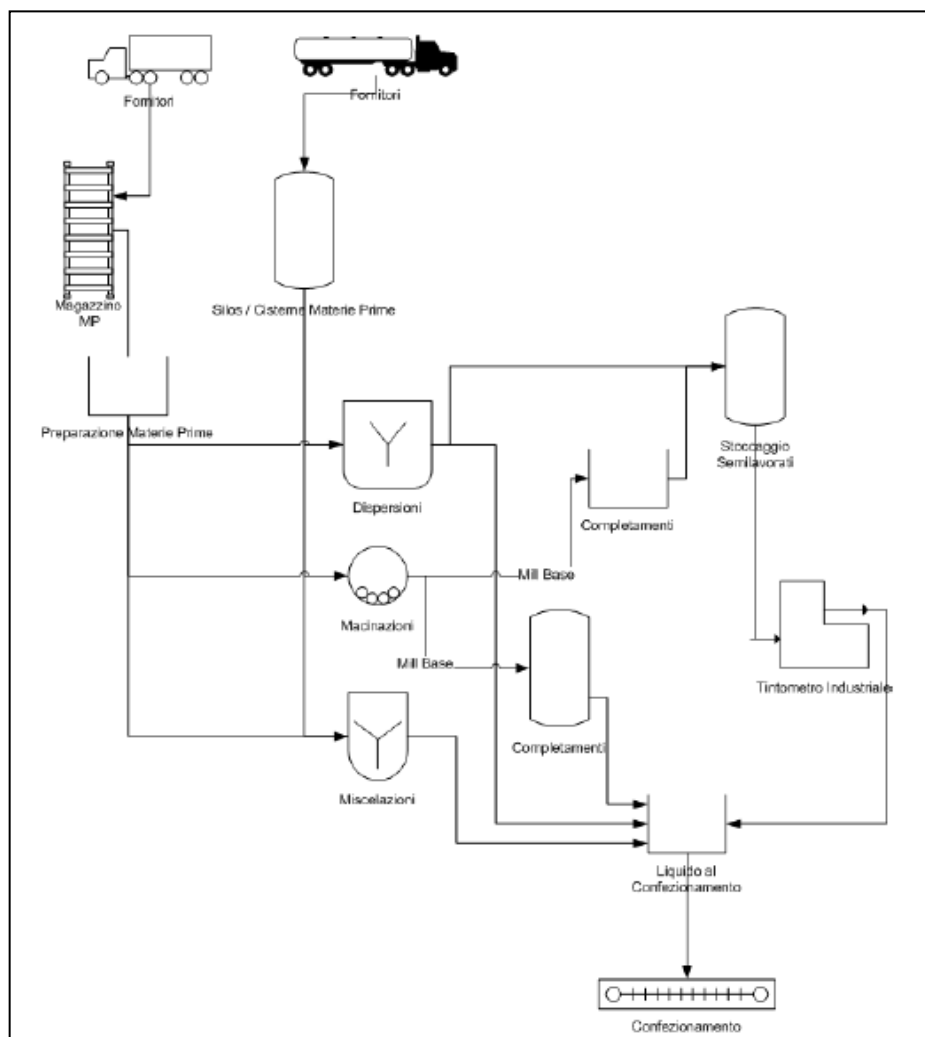 Fornitori
Fornitori
Magazzino
MP
Silos / Cisterne Materie Prime
Preparazione Materie Prime
Stoccaggio
Semilavorati
Dispersioni
Completamenti
Mill Base
Macinazioni
Mill Base
Tintometro Industriale
Completamenti
Miscelazioni
Liquido al
Confezionamento
Confezionamento